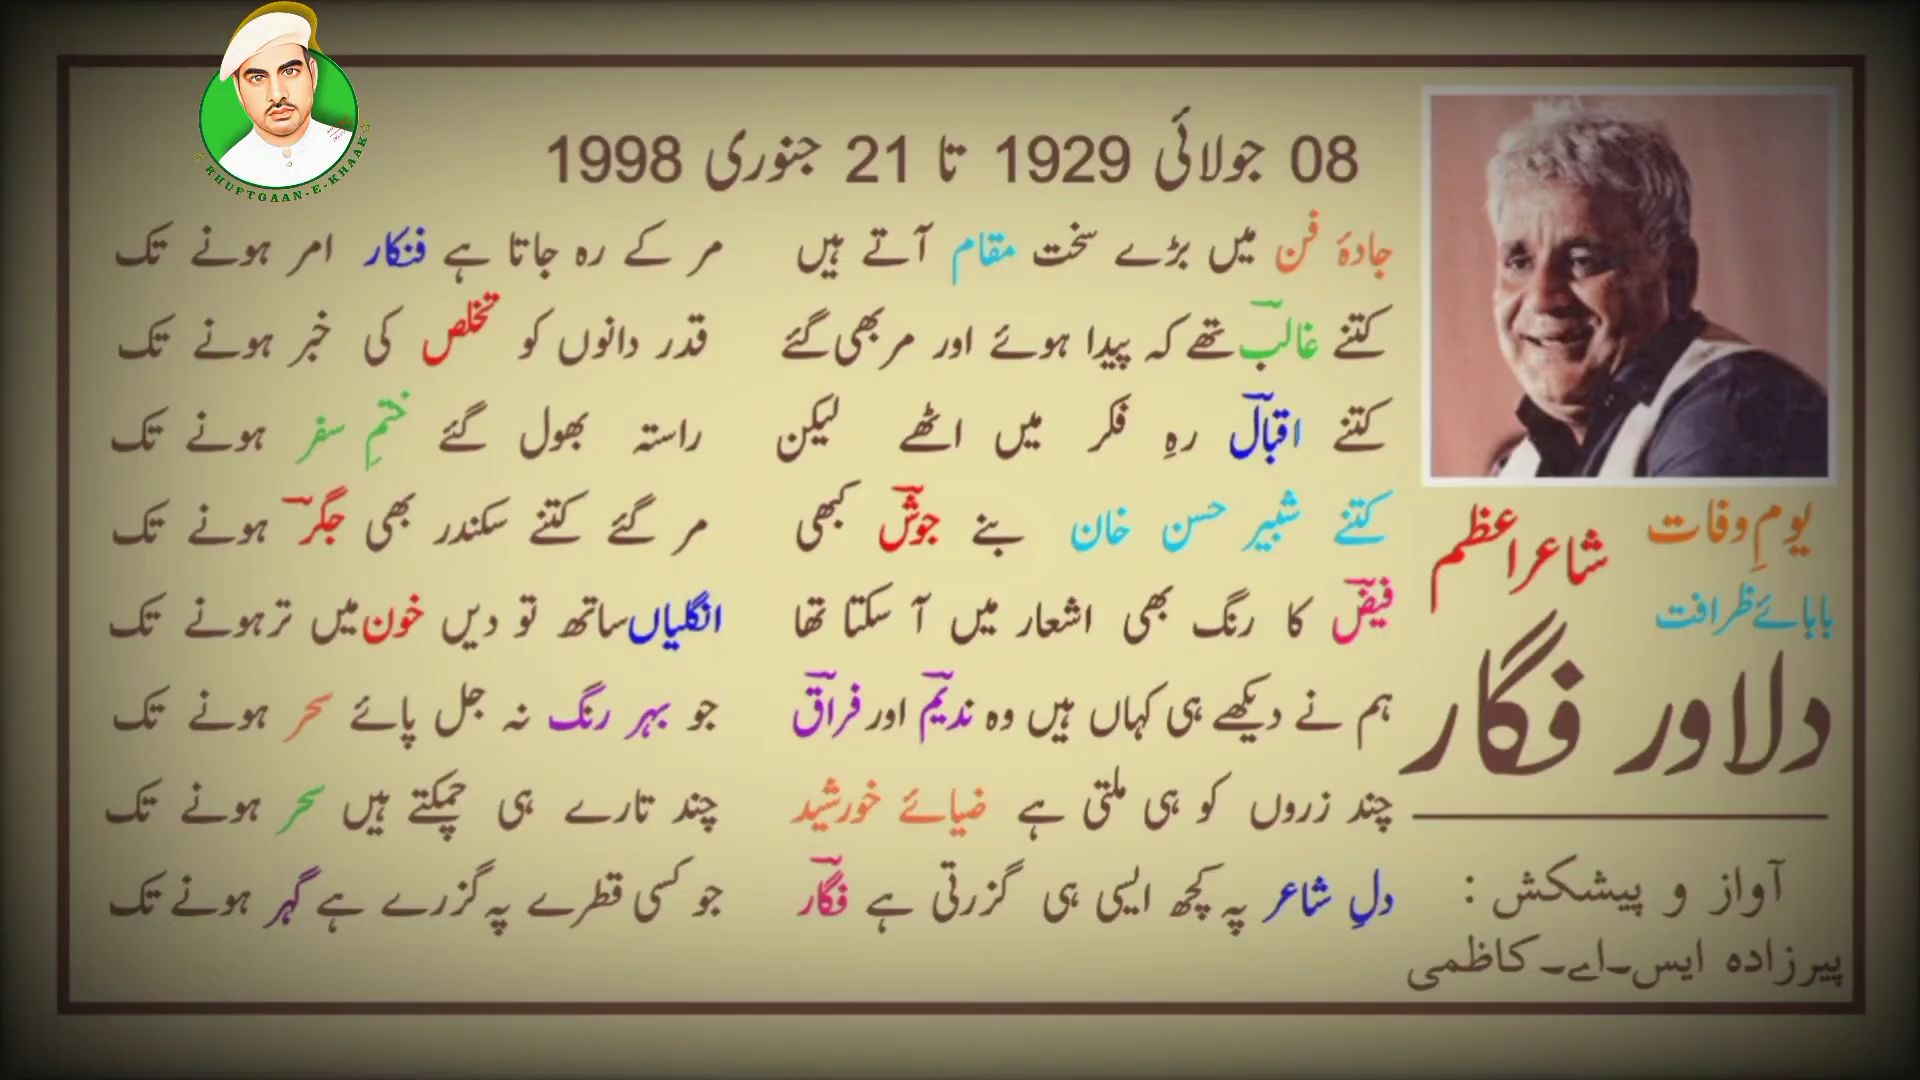 KHUFTGAAN-E-KHAAK
08 جولائی 1929 تا 21 جنوری 1998
جادۂ فن میں بڑے سخت مقام آتے ہیں مر کے رہ جاتا ہے فنکار امر ہونے تک
کتنے غالبؔ تھے کہ پیدا ہوئے اور مر بھی گئے قدر دانوں کو تخلص کی خبر ہونے تک
کتنے اقبالؔ رہِ فکر میں اٹھے لیکن راستہ بھول گئے ختمِ سفر ہونے تک
کتنے شبیر حسن خان بنے جوشؔ کبھی مر گئے کتنے سکندر بھی جگرؔ ہونے تک
فیضؔ کا رنگ بھی اشعار میں آ سکتا تھا انگلیاں ساتھ تو دیں خون میں تر ہونے تک
ہم نے دیکھے ہی کہاں ہیں وہ ندیمؔ اور فراقؔ جو بہر رنگ نہ جل پائے سحر ہونے تک
چند زروں کو ہی ملتی ہے ضیائے خورشید چند تارے ہی چمکتے ہیں سحر ہونے تک
دلِ شاعر پہ کچھ ایسی ہی گزرتی ہے فگارؔ جو کسی قطرے پہ گزرے ہے گہر ہونے تک
یومِ وفات
شاعر اعظم
بابائے ظرافت
دلاور فگار
آواز و پیشکش :
پیرزادہ ایس۔اے۔کاظمی